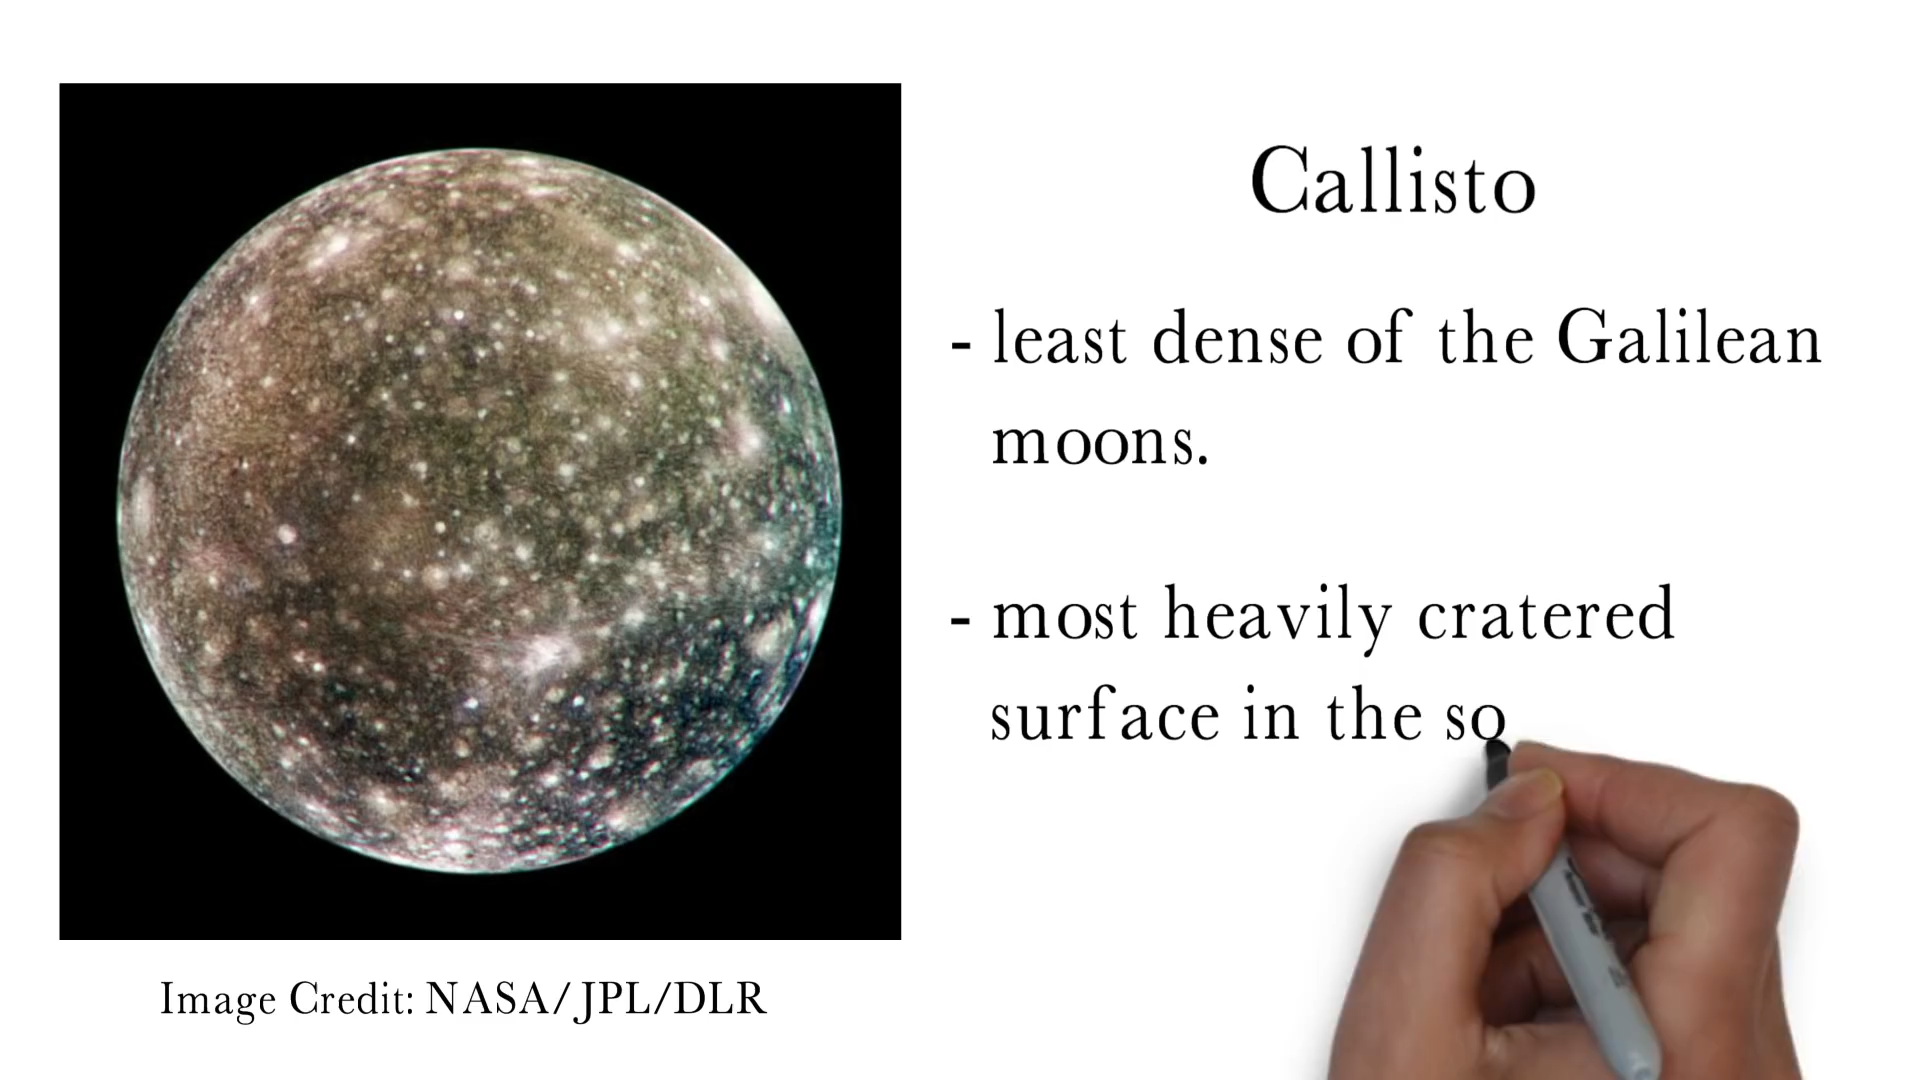 Callisto
- least dense of the Galilean
moons.
- most heavily cratered
surface in the so
Image Credit: NASA/JPL/DLR